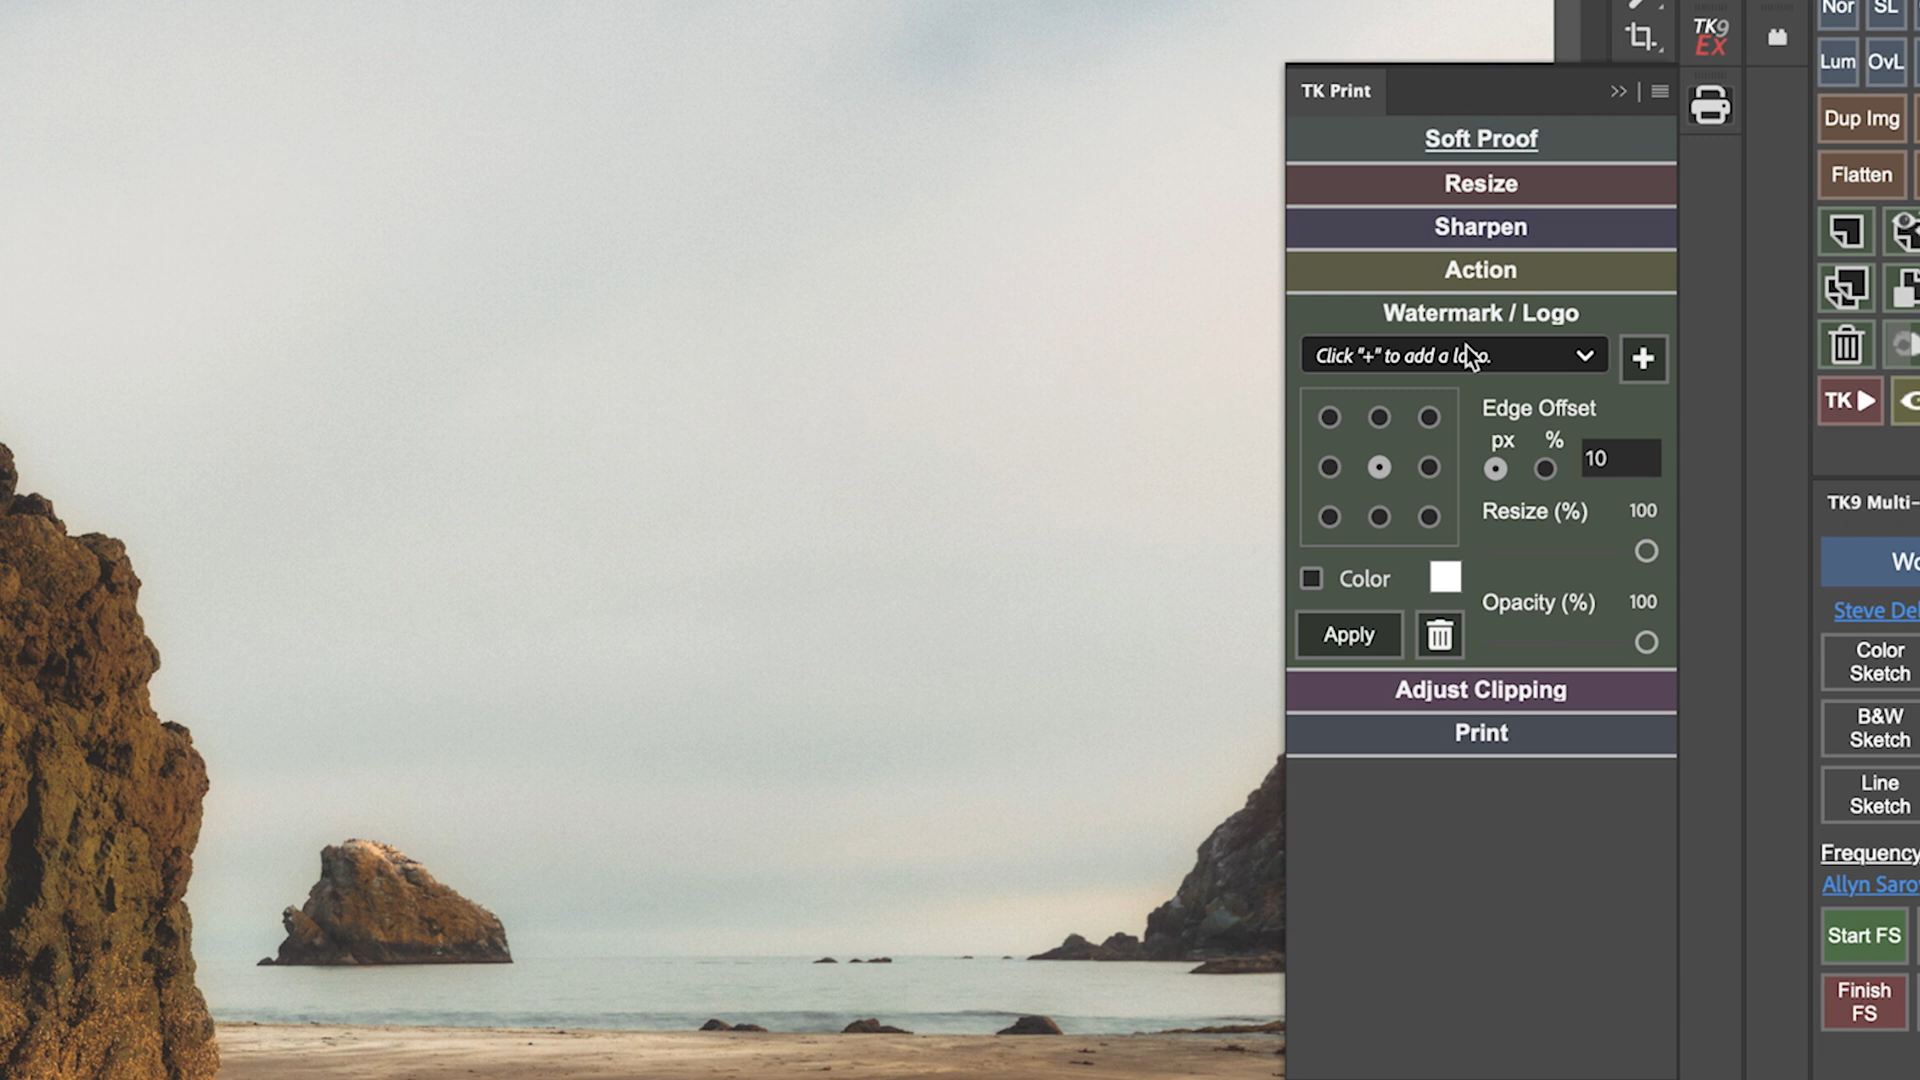 Nor SL
TK9
Ex
Lum OvL
TK Print
Dup Img
Soft Proof
Flatten
Resize
Sharpen
Action
Watermark / Logo
Click "+" to add a logo.
TK
Edge Offset
px %
10
Resize (%) 100
TK9 Multi-
Color
Opacity (%) 100
Apply
Steve
Color
Sketch
Adjust Clipping
B&W
Sketch
Print
Line
Sketch
Frequency
Allyn
Start FS
Finish
FS